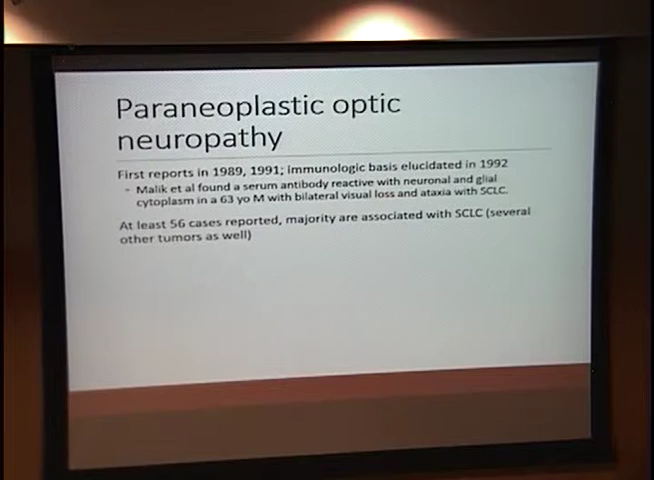 Paraneoplastic optic
neuropathy
First reports in 1989, 1991; immunologic basis elucidated in 1992
- Malik et al found a serum antibody reactive with neuronal and glial
cytoplasm in a 63 yo M with bilateral visual loss and ataxia with SCLC.
At least 56 cases reported, majority are associated with SCLC (several
other tumors as well)